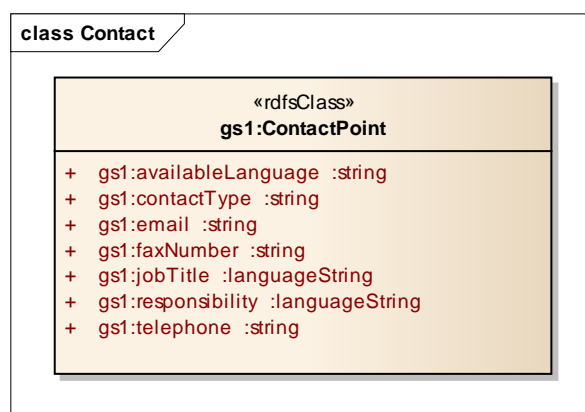 class Contact
«rdfsClass»
gs1:ContactPoint
+ gs1:availableLanguage :string
+ gs1:contactType :string
+ gs1:email :string
+ gs1:faxNumber :string
+ gs1:jobTitle :languageString
+ gs1:responsibility :languageString
+ gs1:telephone :string